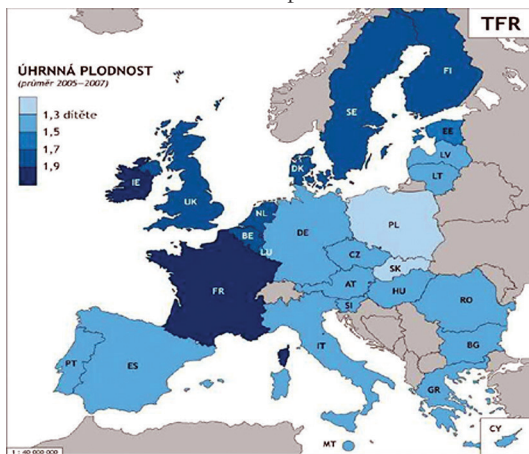 TFR
ÚHRNNÁ PLODNOST
(průměr 2005–2007)
1,3 dítěte
1,5
1,7
1,9
FI
SE
EE
LV
LT
DK
IE
UK
NL
BE
LU
DE
PL
CZ
SK
FR
AT
HU
SI
RO
IT
BG
PT
ES
GR
CY
MT
1 : 40 000 000